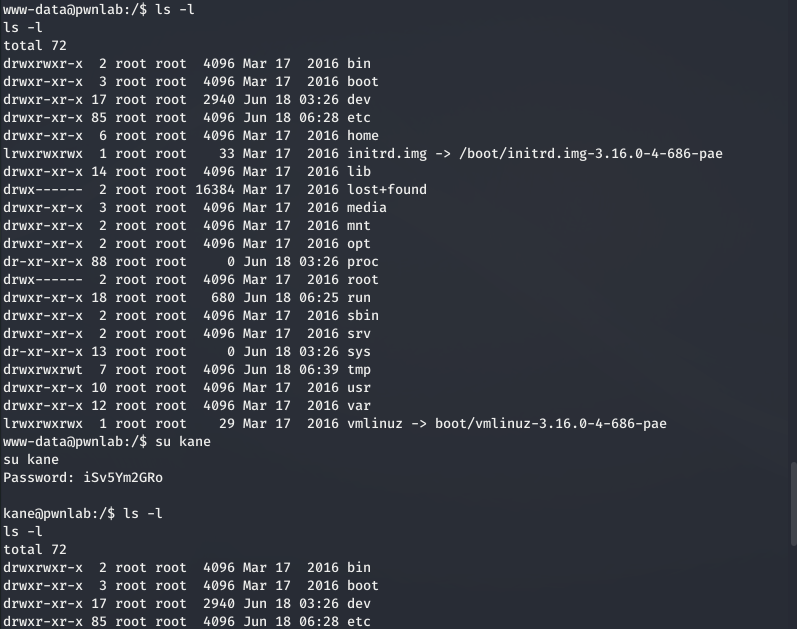 www-data@pwnlab:/$ ls -l
ls -l
total 72
drwxrwxr-x  2 root root  4096 Mar 17  2016 bin
drwxr-xr-x  3 root root  4096 Mar 17  2016 boot
drwxr-xr-x 17 root root  2940 Jun 18 03:26 dev
drwxr-xr-x 85 root root  4096 Jun 18 06:28 etc
drwxr-xr-x  6 root root  4096 Mar 17  2016 home
lrwxrwxrwx  1 root root    33 Mar 17  2016 initrd.img -> /boot/initrd.img-3.16.0-4-686-pae
drwxr-xr-x 14 root root  4096 Mar 17  2016 lib
drwx------  2 root root 16384 Mar 17  2016 lost+found
drwxr-xr-x  3 root root  4096 Mar 17  2016 media
drwxr-xr-x  2 root root  4096 Mar 17  2016 mnt
drwxr-xr-x  2 root root  4096 Mar 17  2016 opt
dr-xr-xr-x 88 root root     0 Jun 18 03:26 proc
drwx------  2 root root  4096 Mar 17  2016 root
drwxr-xr-x 18 root root   680 Jun 18 06:25 run
drwxr-xr-x  2 root root  4096 Mar 17  2016 sbin
drwxr-xr-x  2 root root  4096 Mar 17  2016 srv
dr-xr-xr-x 13 root root     0 Jun 18 03:26 sys
drwxrwxrwt  7 root root  4096 Jun 18 06:39 tmp
drwxr-xr-x 10 root root  4096 Mar 17  2016 usr
drwxr-xr-x 12 root root  4096 Mar 17  2016 var
lrwxrwxrwx  1 root root    29 Mar 17  2016 vmlinuz -> boot/vmlinuz-3.16.0-4-686-pae
www-data@pwnlab:/$ su kane
su kane
Password: iSv5Ym2GRo
kane@pwnlab:/$ ls -l
ls -l
total 72
drwxrwxr-x  2 root root  4096 Mar 17  2016 bin
drwxr-xr-x  3 root root  4096 Mar 17  2016 boot
drwxr-xr-x 17 root root  2940 Jun 18 03:26 dev
drwxr-xr-x 85 root root  4096 Jun 18 06:28 etc